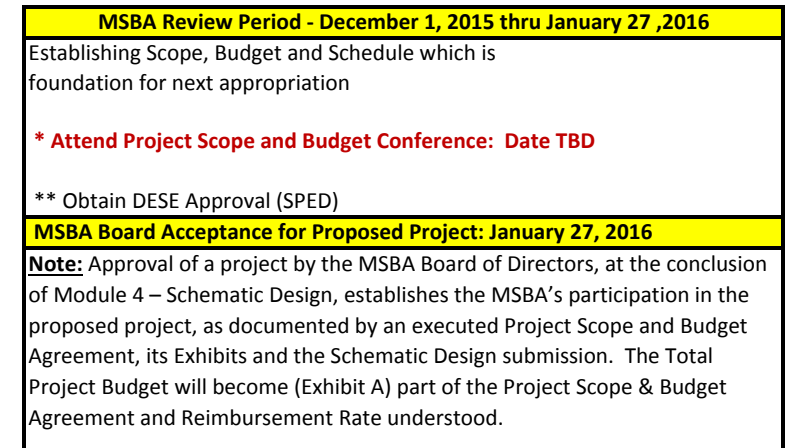 MSBA Review Period - December 1, 2015 thru January 27 ,2016
Establishing Scope, Budget and Schedule which is
foundation for next appropriation
* Attend Project Scope and Budget Conference:  Date TBD
** Obtain DESE Approval (SPED)
MSBA Board Acceptance for Proposed Project: January 27, 2016
Note: Approval of a project by the MSBA Board of Directors, at the conclusion
of Module 4 – Schematic Design, establishes the MSBA's participation in the
proposed project, as documented by an executed Project Scope and Budget
Agreement, its Exhibits and the Schematic Design submission.  The Total
Project Budget will become (Exhibit A) part of the Project Scope & Budget
Agreement and Reimbursement Rate understood.